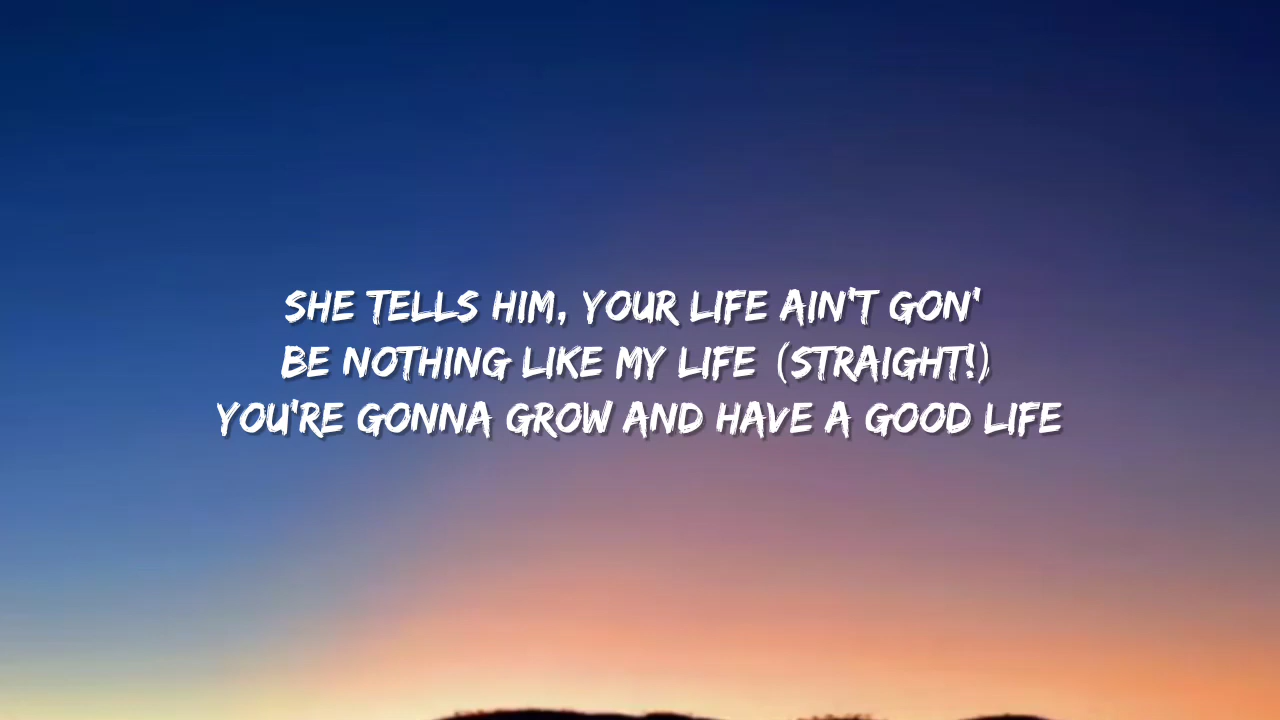 SHE TELLS HIM, YOUR LIFE AIN'T GON'
BE NOTHING LIKE MY LIFE (STRAIGHT!)
YOU'RE GONNA GROW AND HAVE A GOOD LIFE